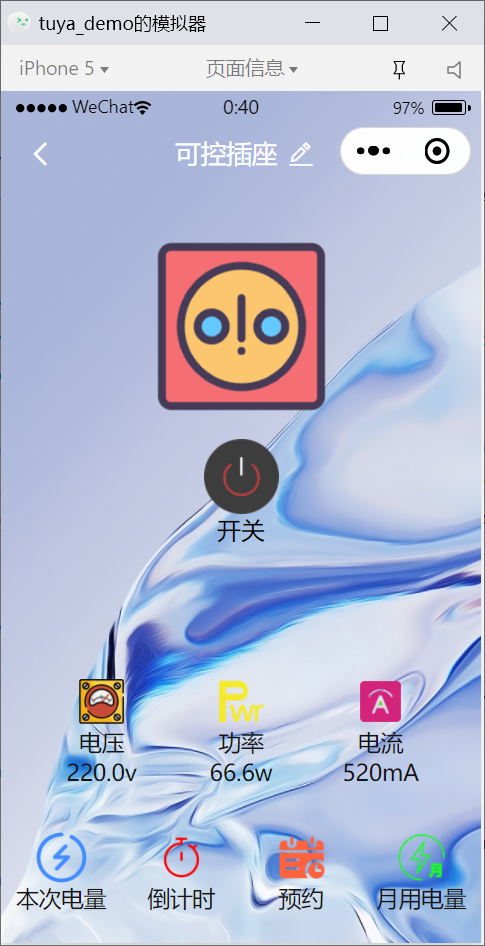 tuya_demo的模拟器
iPhone 5 页面信息
WeChat 0:40 97%
可控插座
开关
Pwr A
电压 功率 电流
220.0v 66.6w 520mA
月
本次电量 倒计时 预约 月用电量